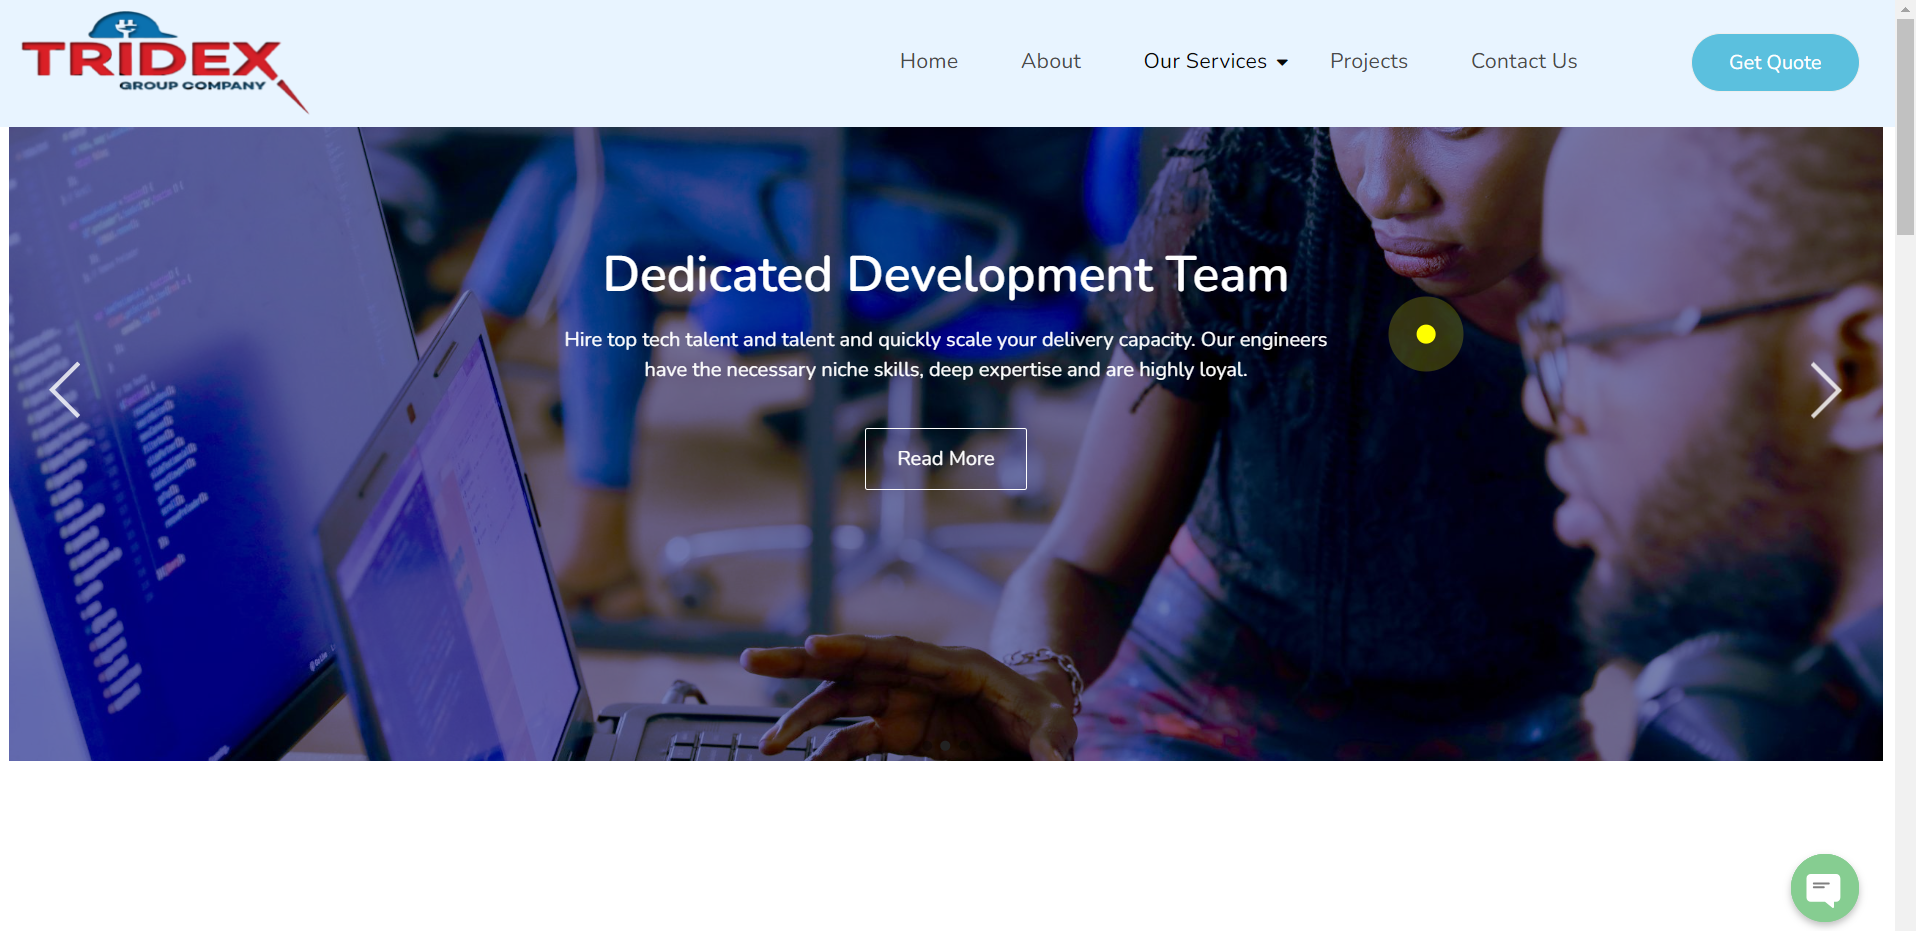 TRIDEX
GROUP COMPANY
Home
About
Our Services
Projects
Contact Us
Get Quote
Dedicated Development Team
Hire top tech talent and talent and quickly scale your delivery capacity. Our engineers
have the necessary niche skills, deep expertise and are highly loyal.
Read More